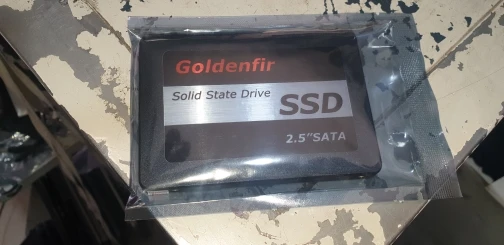 Goldenfir
Solid State Drive
SSD
2.5"SATA